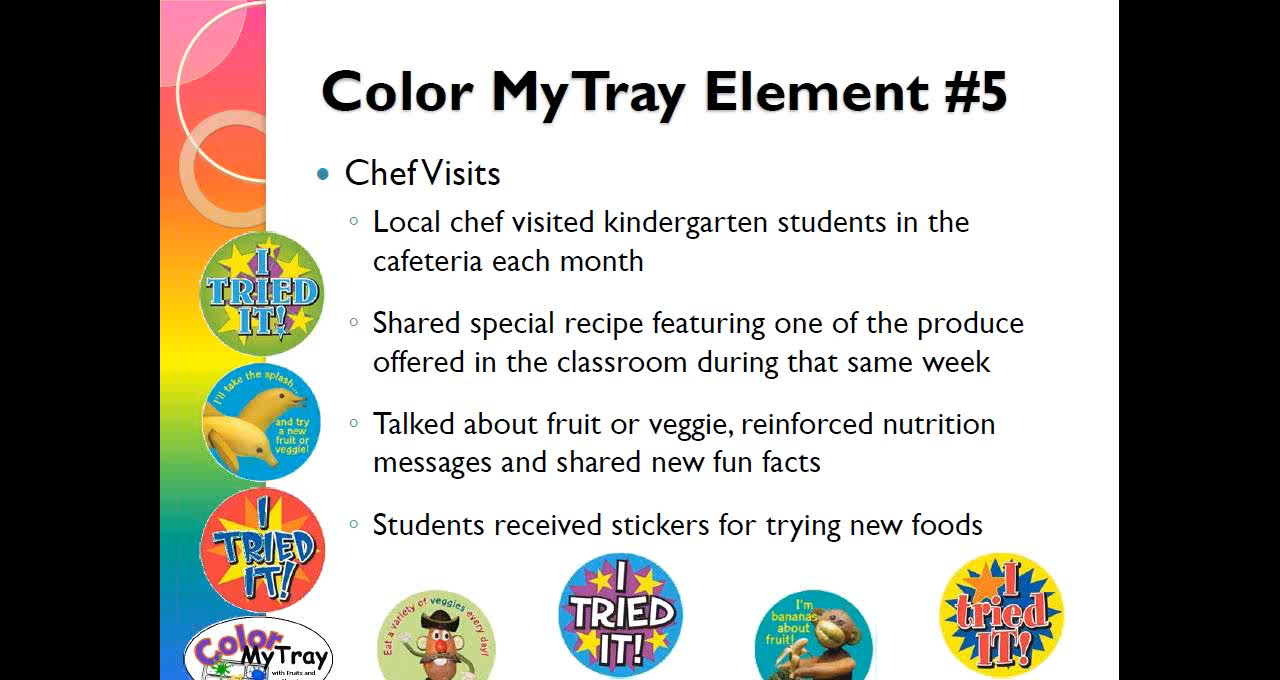 Color MyTray Element #5
Chef Visits
Local chef visited kindergarten students in the
cafeteria each month
Shared special recipe featuring one of the produce
offered in the classroom during that same week
Talked about fruit or veggie, reinforced nutrition
messages and shared new fun facts
Students received stickers for trying new foods
I
TRIED
IT!
I'll take the splash...
and try
a new
fruit or
veggie!
I
TRIED
IT!
Color
MyTray
with Fruits and
Eat a variety of veggies every day!
I
TRIED
IT!
I'm
bananas
about
fruit!
I
tried
IT!